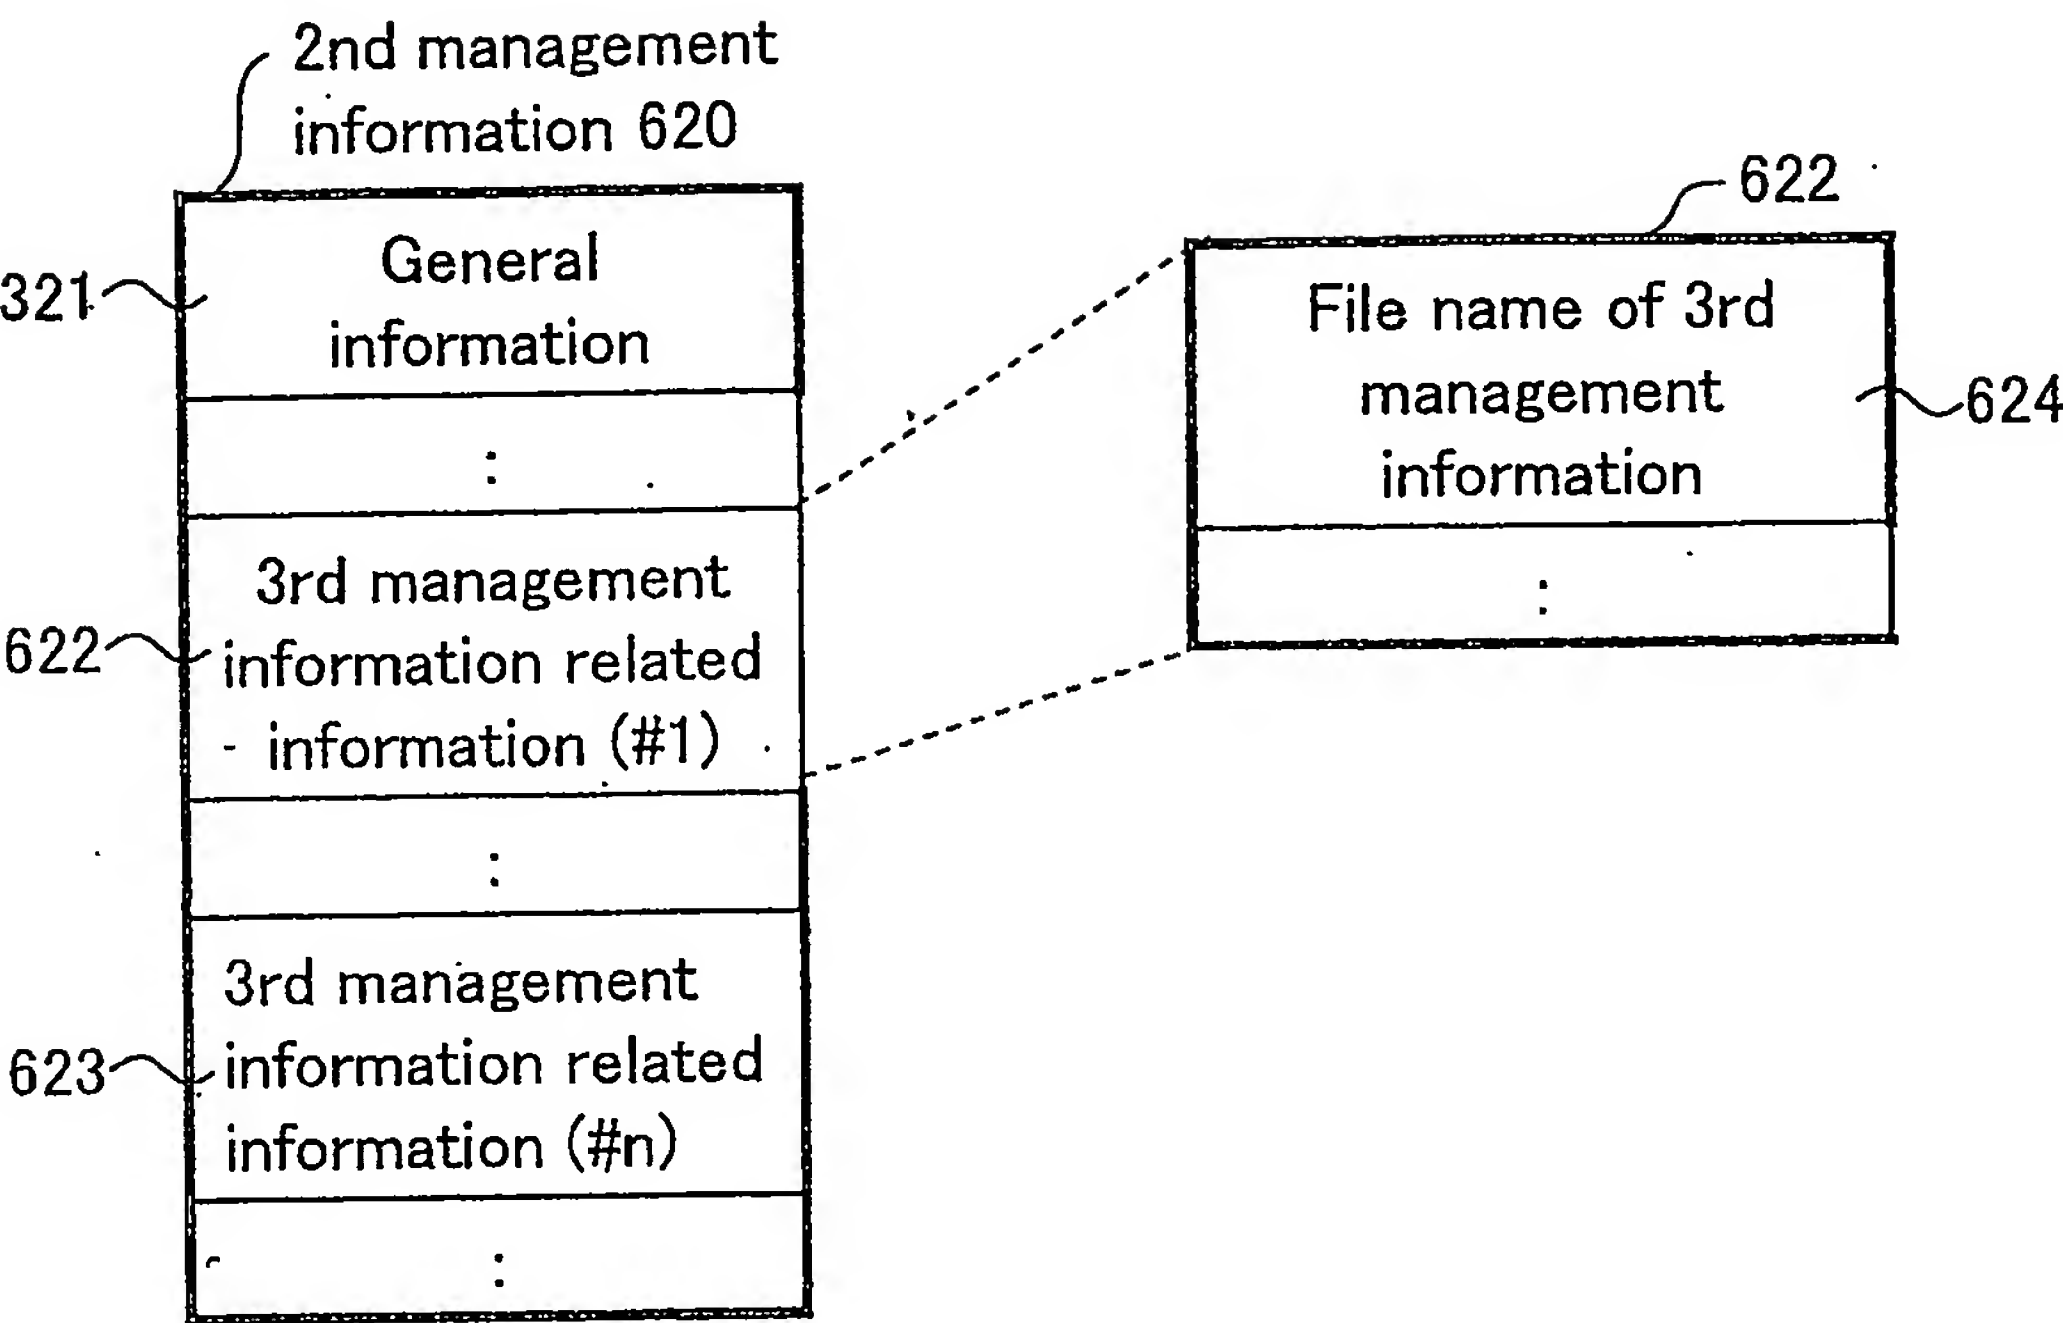 2nd management
information 620
321
General
information
:
622
3rd management
information related
information (#1)
:
623
3rd management
information related
information (#n)
:
622
File name of 3rd
management
information
624
: